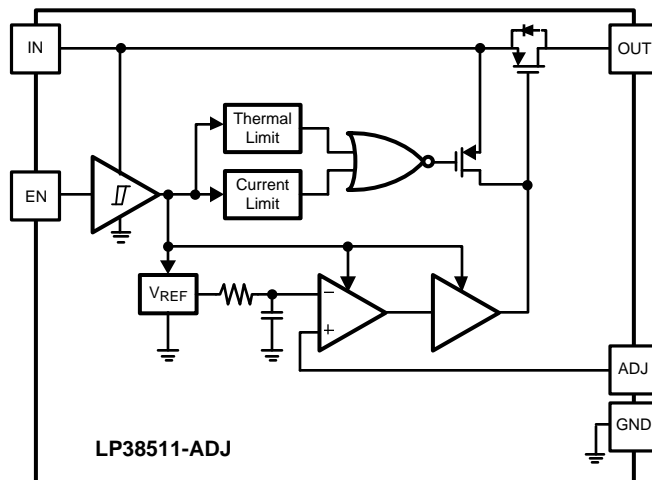 IN
OUT
Thermal
Limit
EN
Current
Limit
VREF
−
+
ADJ
GND
LP38511-ADJ